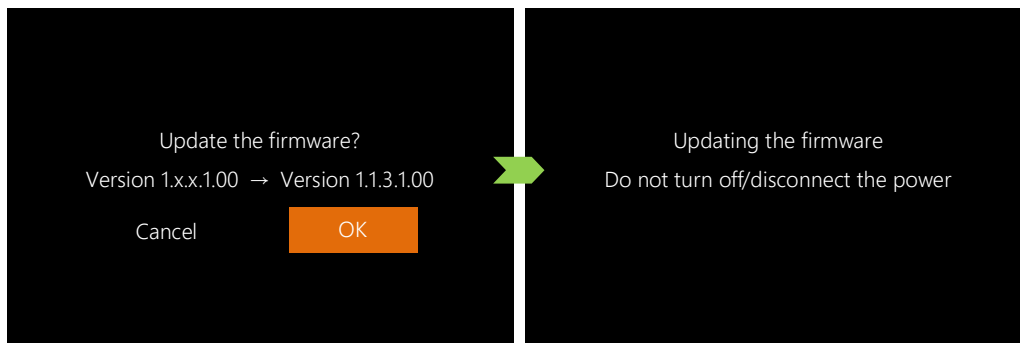 Update the firmware?
Version 1.x.x.1.00 → Version 1.1.3.1.00
Cancel
OK
Updating the firmware
Do not turn off/disconnect the power